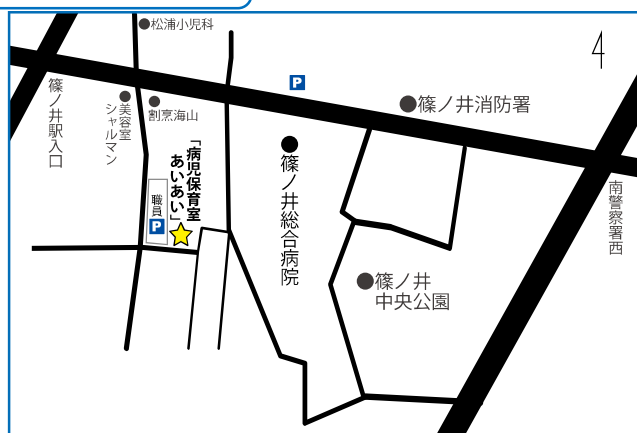 松浦小児科
P
篠ノ井消防署
篠ノ井駅入口
美容室
シャルマン
割烹海山
「病児保育室
あいあい」
職員
P
篠ノ井総合病院
南警察署西
篠ノ井
中央公園